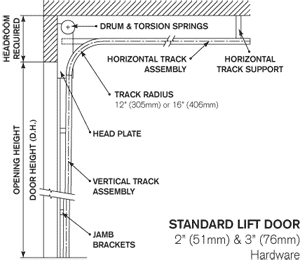 HEADROOM
REQUIRED
DRUM & TORSION SPRINGS
HORIZONTAL TRACK
ASSEMBLY
HORIZONTAL
TRACK SUPPORT
TRACK RADIUS
12" (305mm) or 16" (406mm)
HEAD PLATE
OPENING HEIGHT
DOOR HEIGHT (D.H.)
VERTICAL TRACK
ASSEMBLY
JAMB
BRACKETS
STANDARD LIFT DOOR
2" (51mm) & 3" (76mm)
Hardware